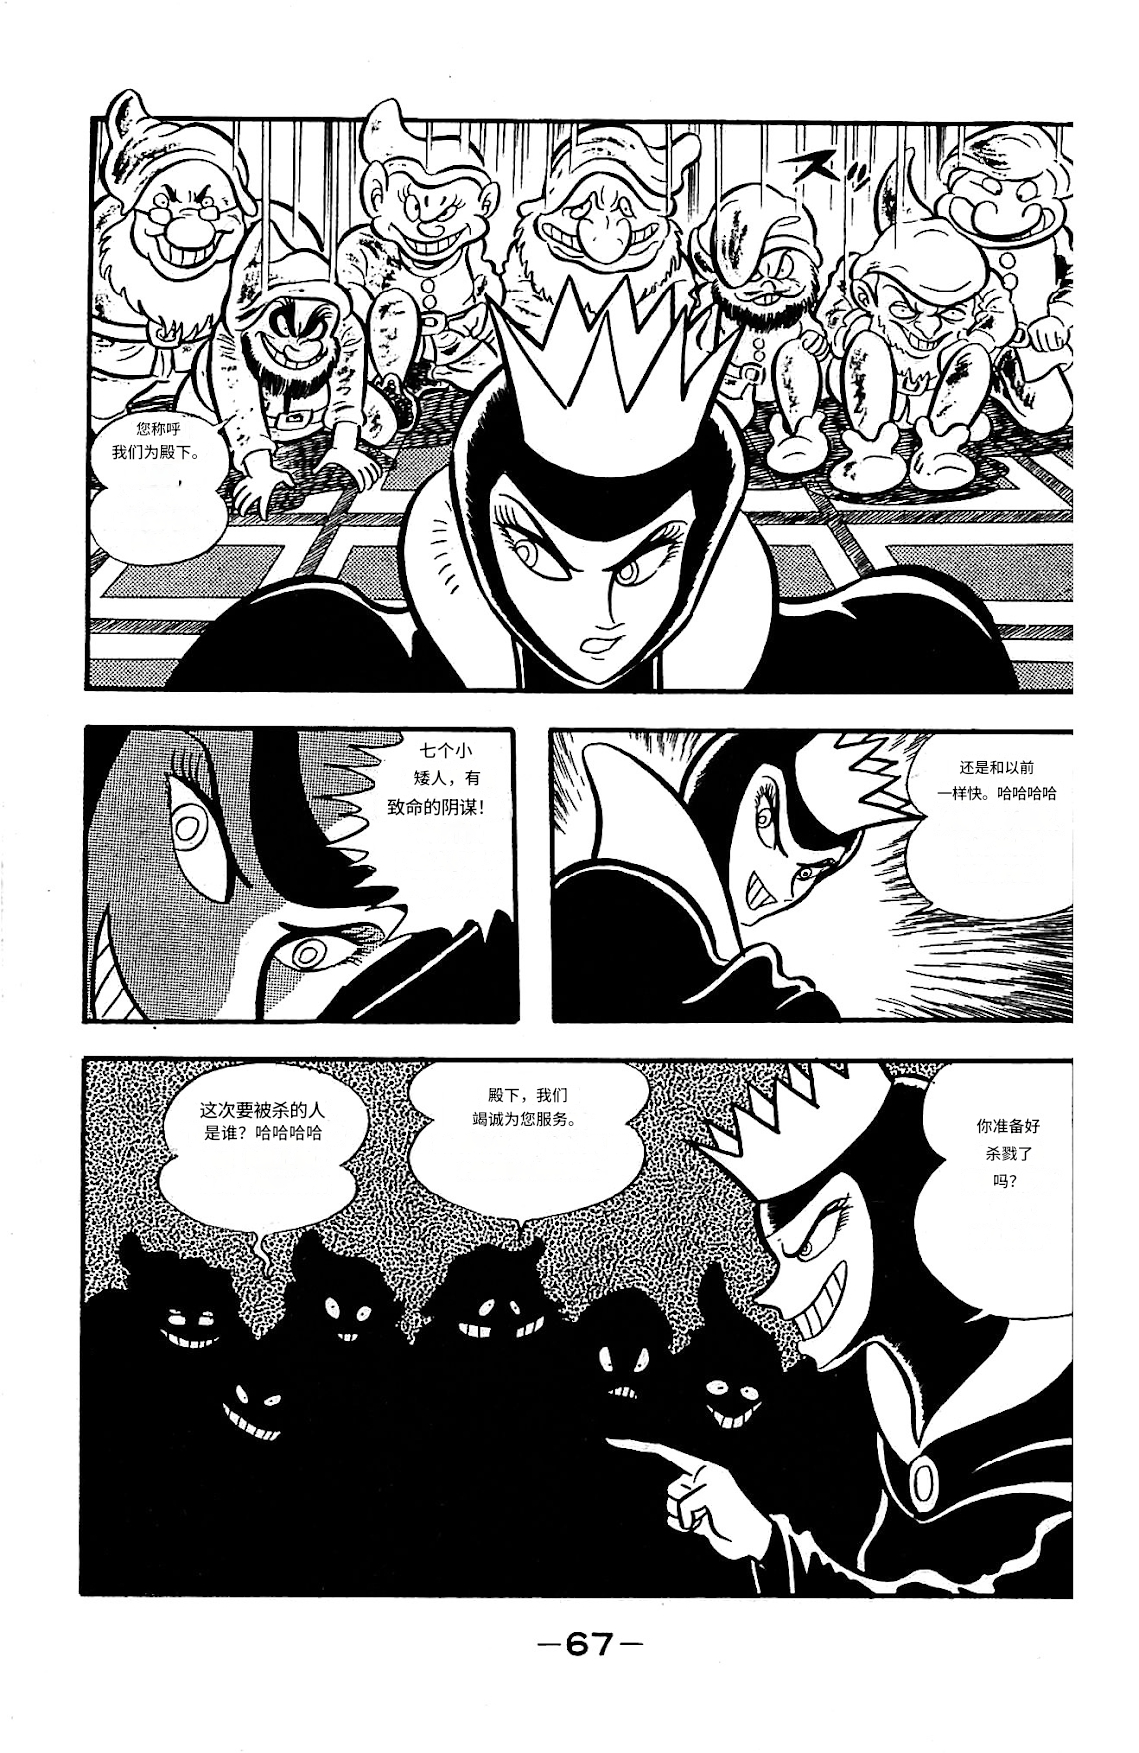 ス〃
您称呼
我们为殿下。
还是和以前
一样快。哈哈哈哈
七个小
矮人，有
致命的阴谋！
你准备好
杀戮了
吗？
殿下，我们
竭诚为您服务。
这次要被杀的人
是谁？哈哈哈哈
—67—